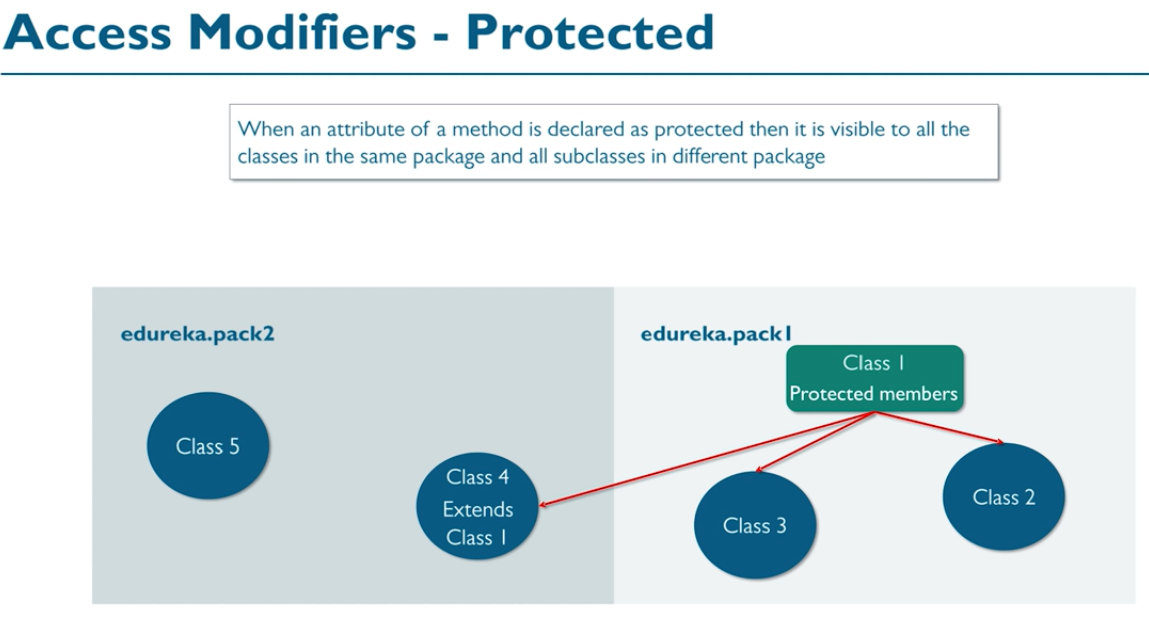 Access Modifiers - Protected
When an attribute of a method is declared as protected then it is visible to all the
classes in the same package and all subclasses in different package
edureka.pack2
edureka.pack1
Class 1
Protected members
Class 5
Class 4
Extends
Class 1
Class 3
Class 2